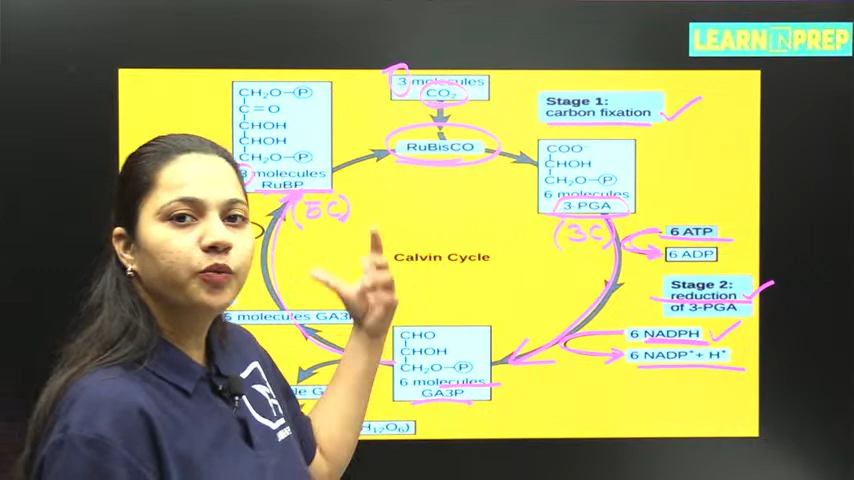 LEARN N PREP
CH₂O-P
C=O
CHOH
CHOH
CH₂O-P
3 molecules
RuBP
(5C)
3 molecules
CO₂
RuBisCO
Stage 1:
carbon fixation
COO⁻
CHOH
CH₂O-P
6 molecules
3-PGA
(3C)
6 ATP
6 ADP
Calvin Cycle
Stage 2:
reduction
of 3-PGA
6 NADPH
6 NADP⁺+ H⁺
molecules GA3P
CHO
CHOH
CH₂O-P
6 molecules
GA3P
H₁₂O₆)